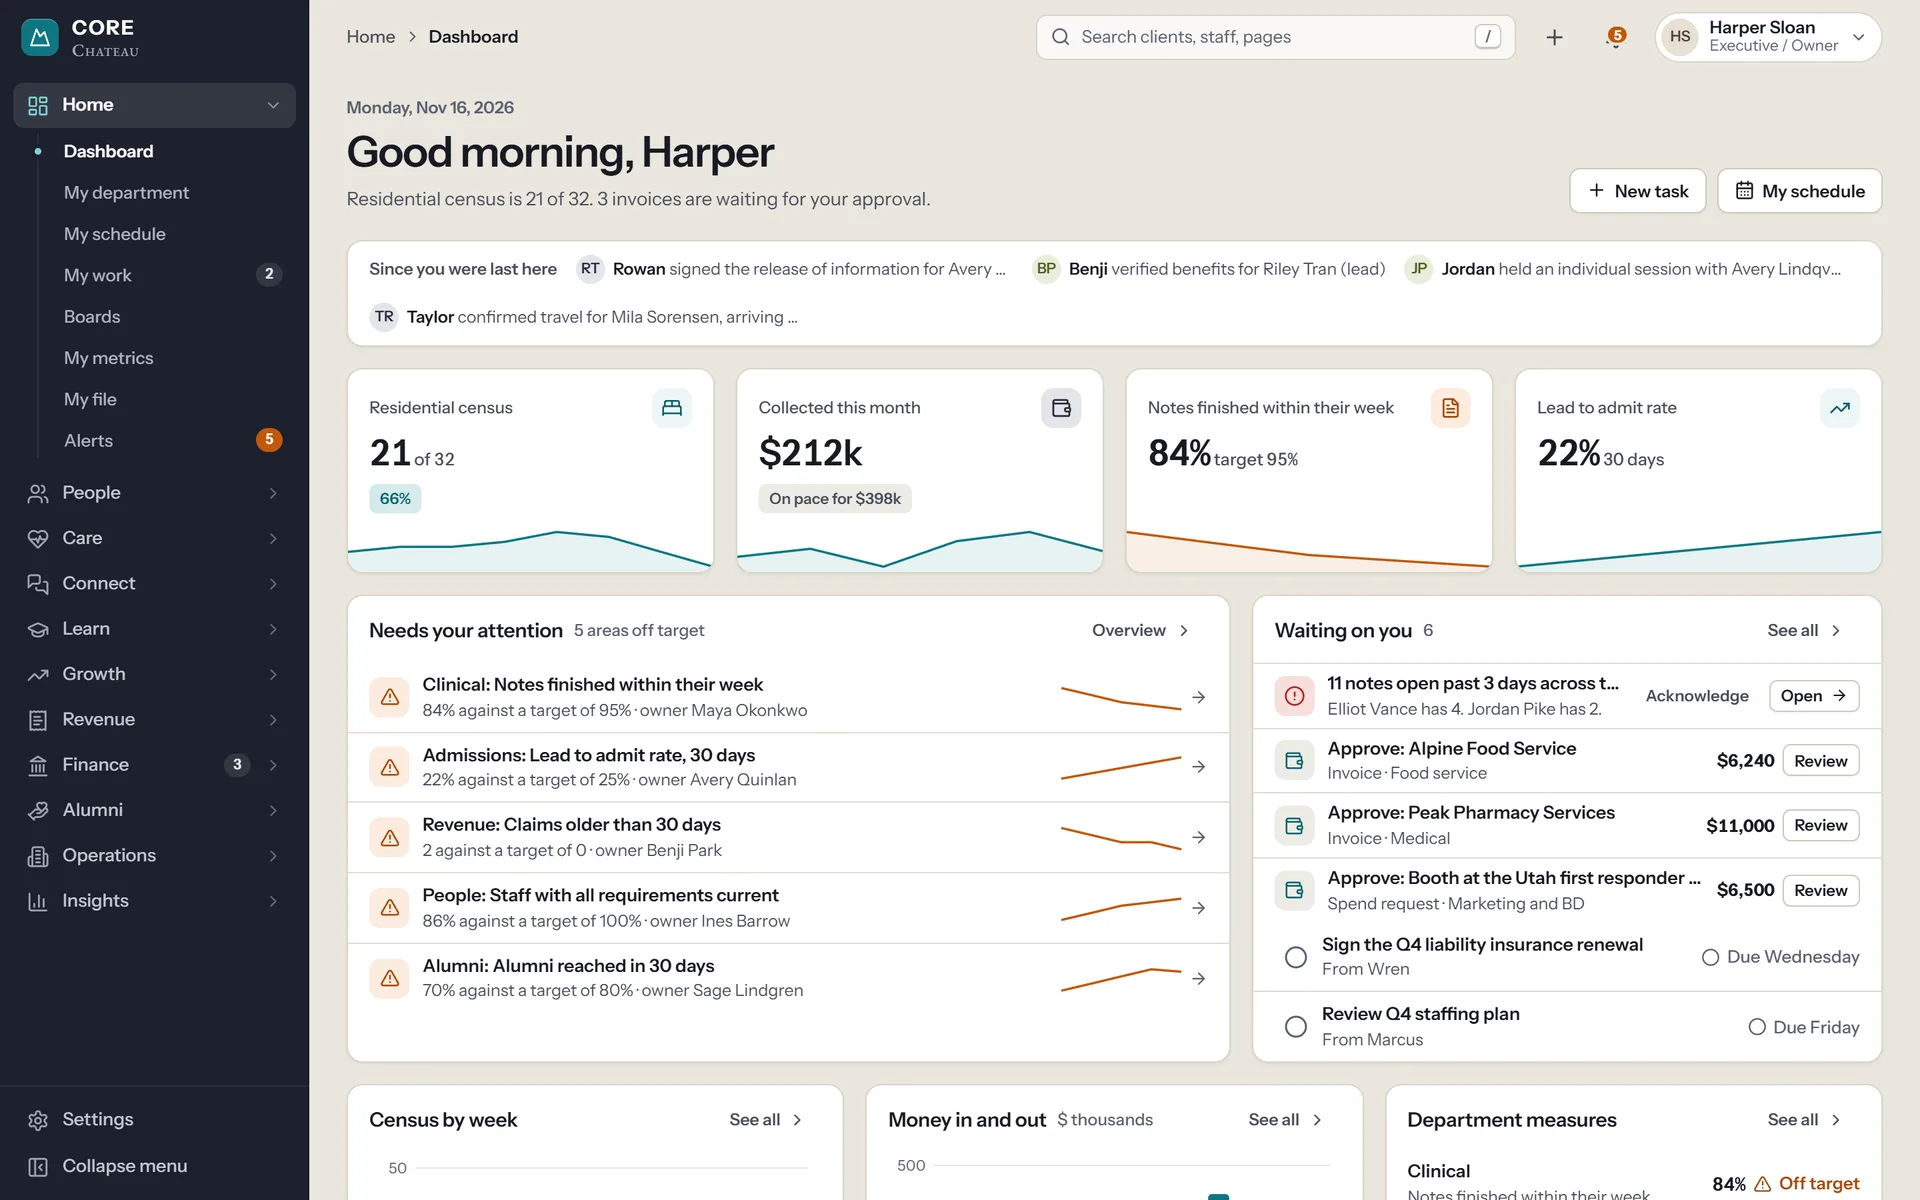 CORE
CHATEAU
Home
Dashboard
My department
My schedule
My work 2
Boards
My metrics
My file
Alerts 5
People
Care
Connect
Learn
Growth
Revenue
Finance 3
Alumni
Operations
Insights
Settings
Collapse menu
Home > Dashboard
Search clients, staff, pages /
5
HS
Harper Sloan
Executive / Owner
Monday, Nov 16, 2026
Good morning, Harper
Residential census is 21 of 32. 3 invoices are waiting for your approval.
New task
My schedule
Since you were last here RT Rowan signed the release of information for Avery ... BP Benji verified benefits for Riley Tran (lead) JP Jordan held an individual session with Avery Lindqv...
TR Taylor confirmed travel for Mila Sorensen, arriving ...
Residential census
21 of 32
66%
Collected this month
$212k
On pace for $398k
Notes finished within their week
84% target 95%
Lead to admit rate
22% 30 days
Needs your attention 5 areas off target Overview
Clinical: Notes finished within their week
84% against a target of 95% · owner Maya Okonkwo
Admissions: Lead to admit rate, 30 days
22% against a target of 25% · owner Avery Quinlan
Revenue: Claims older than 30 days
2 against a target of 0 · owner Benji Park
People: Staff with all requirements current
86% against a target of 100% · owner Ines Barrow
Alumni: Alumni reached in 30 days
70% against a target of 80% · owner Sage Lindgren
Waiting on you 6 See all
11 notes open past 3 days across t...
Elliot Vance has 4. Jordan Pike has 2.
Acknowledge Open
Approve: Alpine Food Service
Invoice · Food service
$6,240 Review
Approve: Peak Pharmacy Services
Invoice · Medical
$11,000 Review
Approve: Booth at the Utah first responder ...
Spend request · Marketing and BD
$6,500 Review
Sign the Q4 liability insurance renewal
From Wren
Due Wednesday
Review Q4 staffing plan
From Marcus
Due Friday
Census by week See all
50
Money in and out $ thousands See all
500
Department measures See all
Clinical
Notes finished within their week
84% Off target